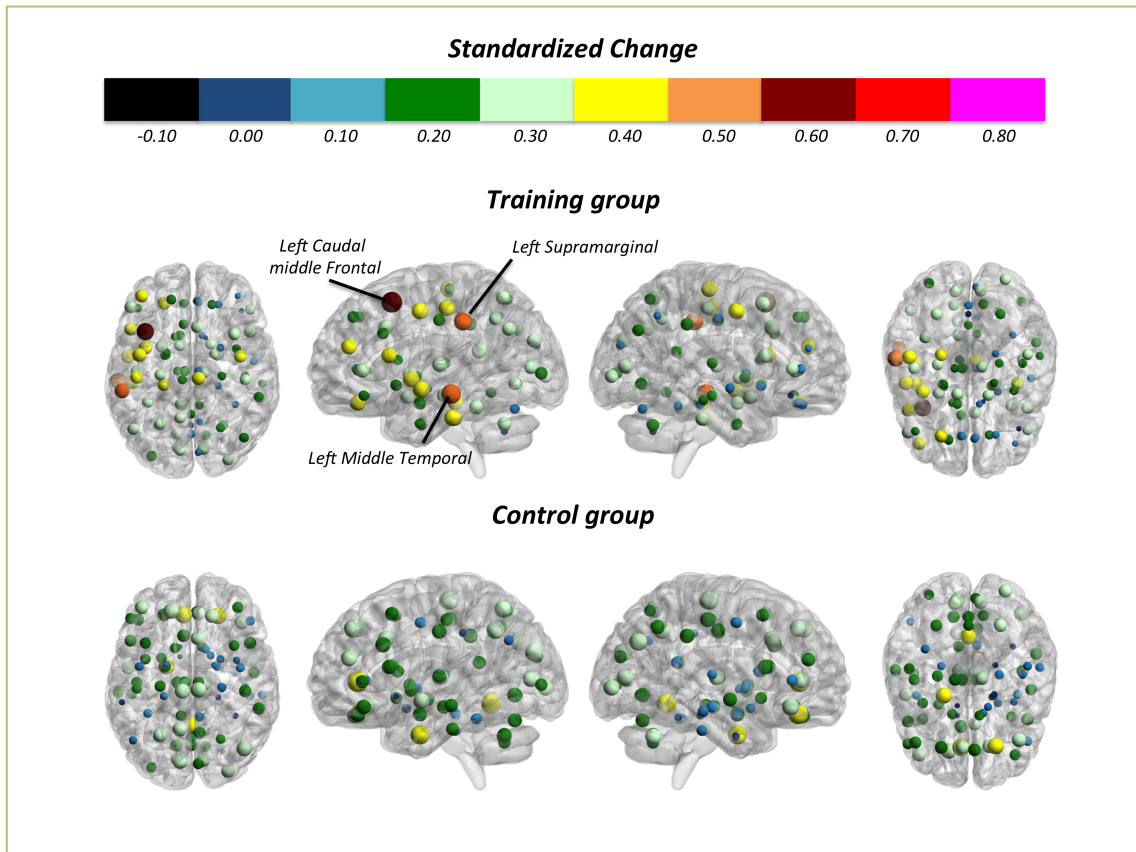 Standardized Change
-0.10 0.00 0.10 0.20 0.30 0.40 0.50 0.60 0.70 0.80
Training group
Left Caudal
middle Frontal
Left Supramarginal
Left Middle Temporal
Control group